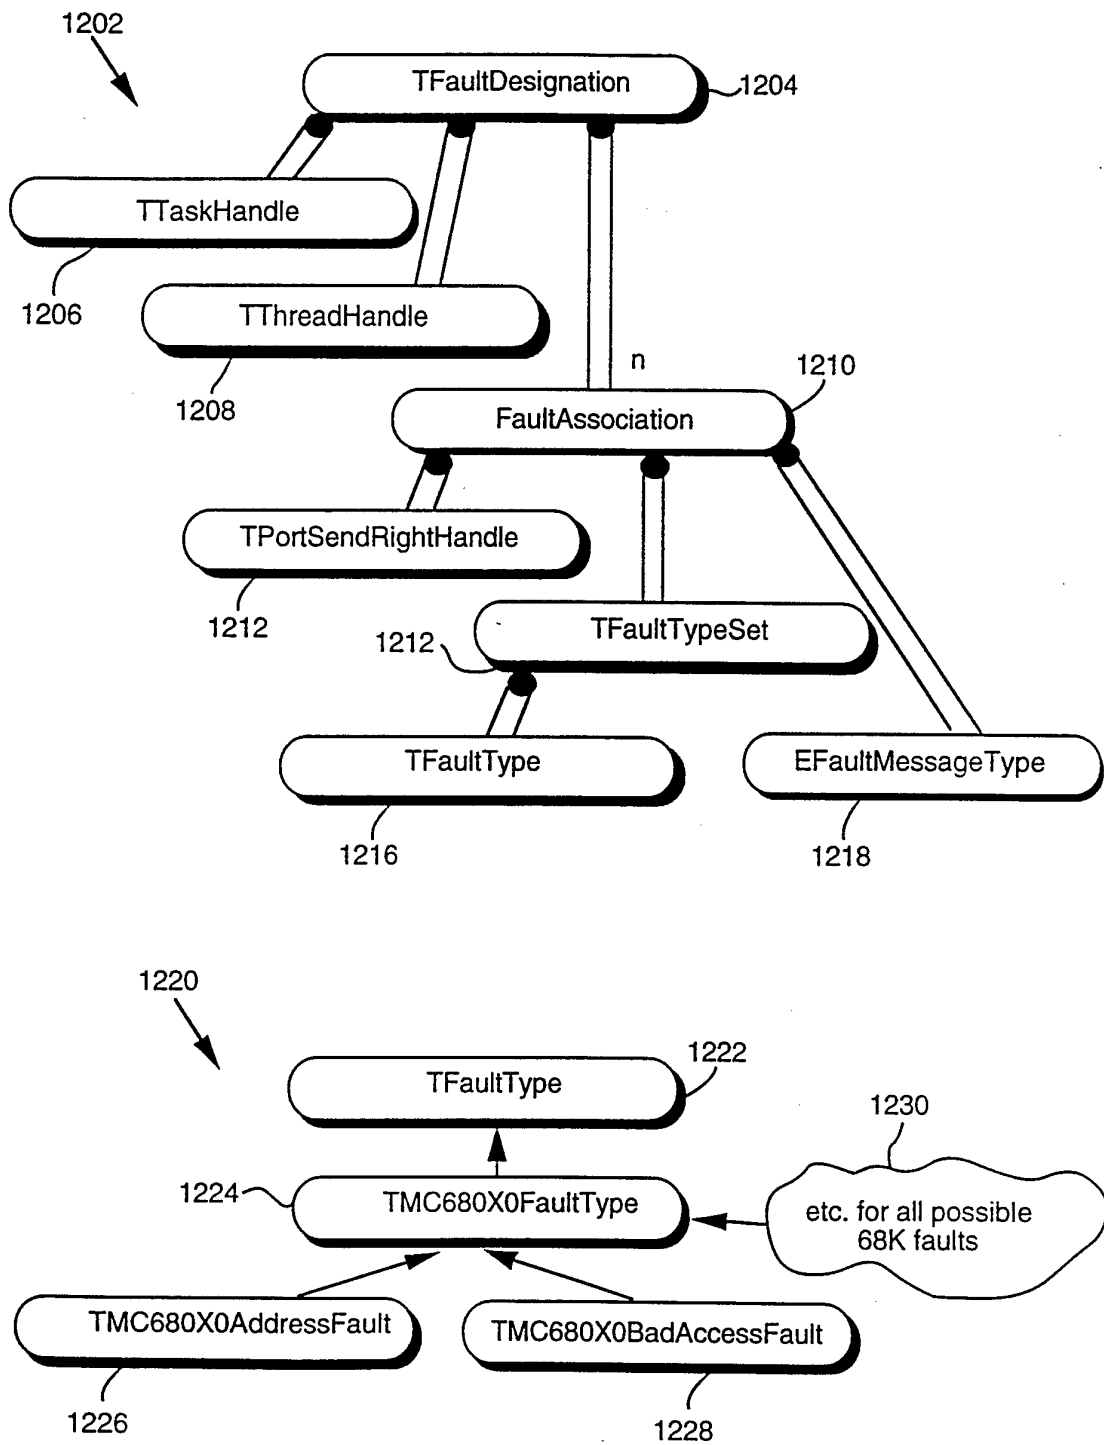 1202
TFaultDesignation
1204
TTaskHandle
1206
TThreadHandle
1208
n
1210
FaultAssociation
TPortSendRightHandle
1212
TFaultTypeSet
1212
TFaultType
1216
EFaultMessageType
1218
1220
TFaultType
1222
1230
1224
TMC680X0FaultType
etc. for all possible
68K faults
TMC680X0AddressFault
TMC680X0BadAccessFault
1226
1228